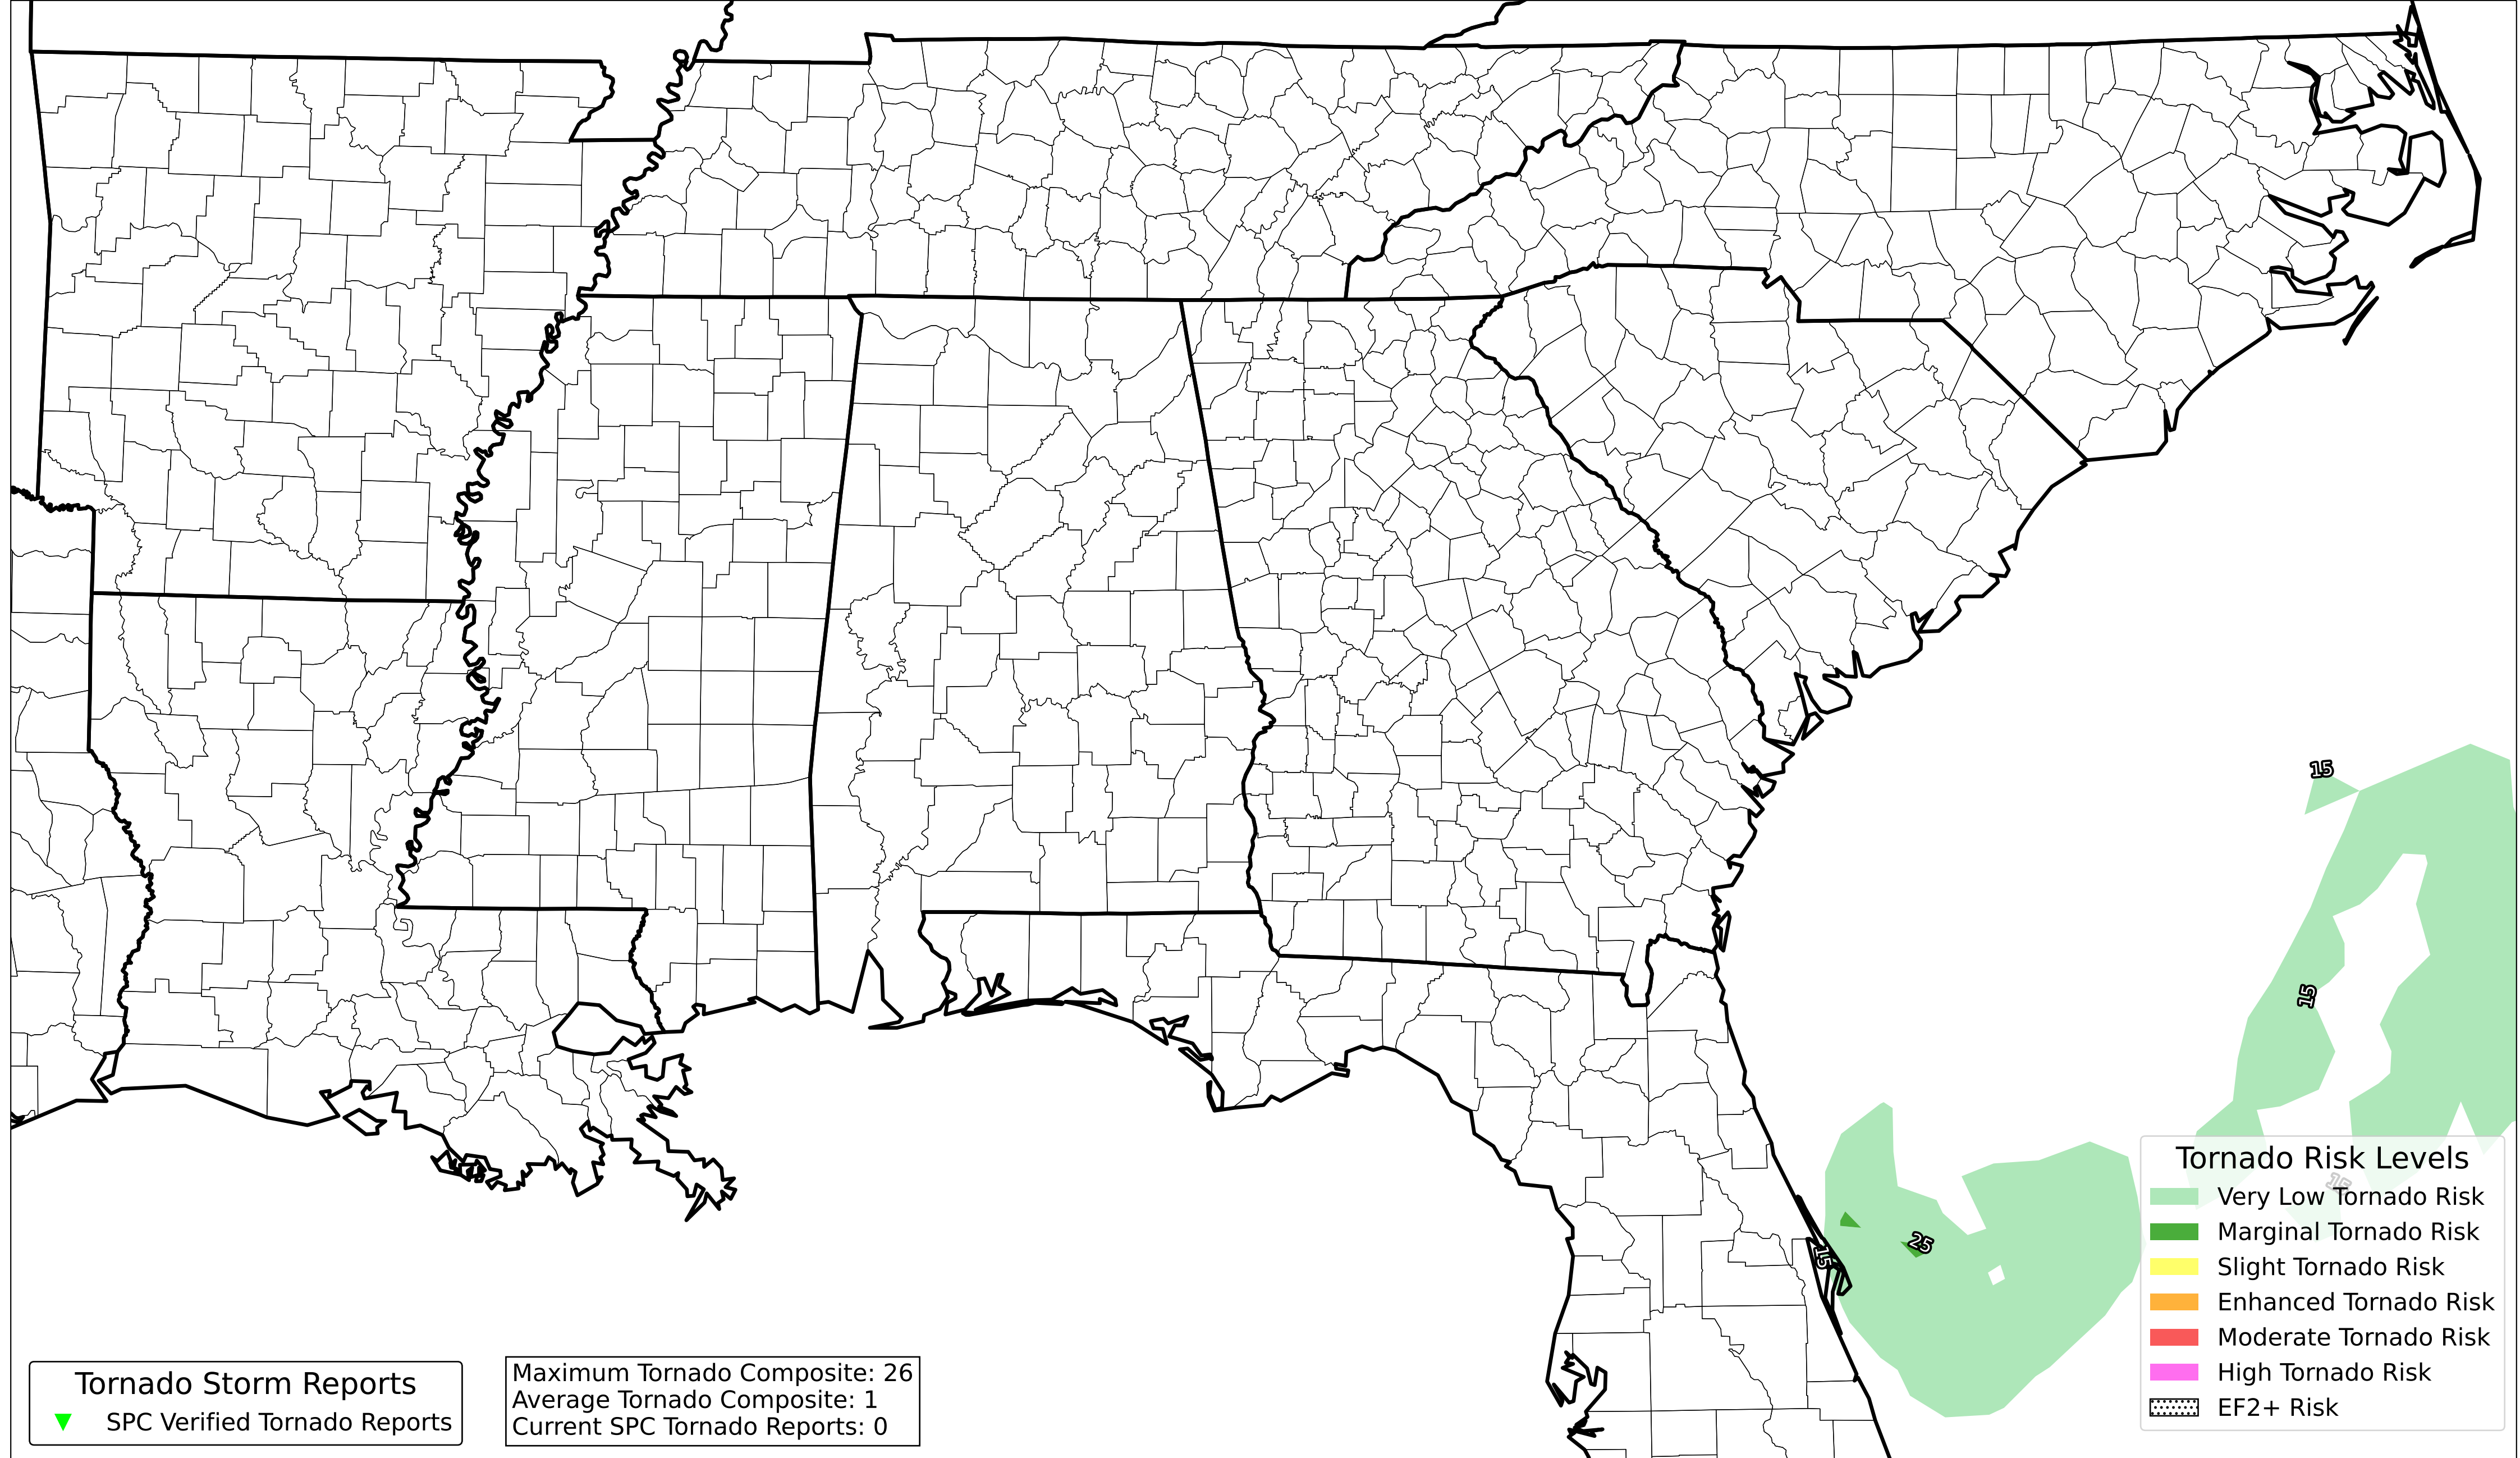 15
15
15
25
15
Tornado Risk Levels
Very Low Tornado Risk
Marginal Tornado Risk
Slight Tornado Risk
Enhanced Tornado Risk
Moderate Tornado Risk
High Tornado Risk
EF2+ Risk
Tornado Storm Reports
SPC Verified Tornado Reports
Maximum Tornado Composite: 26
Average Tornado Composite: 1
Current SPC Tornado Reports: 0